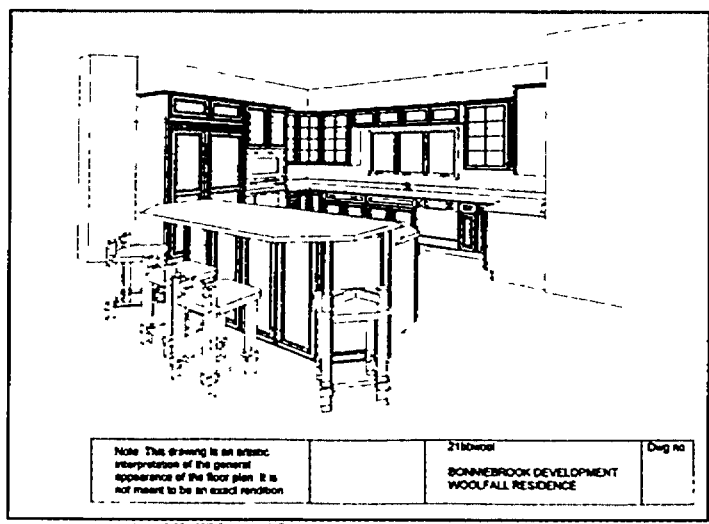 Note This drawing is an artistic
interpretation of the general
appearance of the floor plan It is
not meant to be an exact rendition
BONNEBROOK DEVELOPMENT
WOOLFALL RESIDENCE
Dwg no